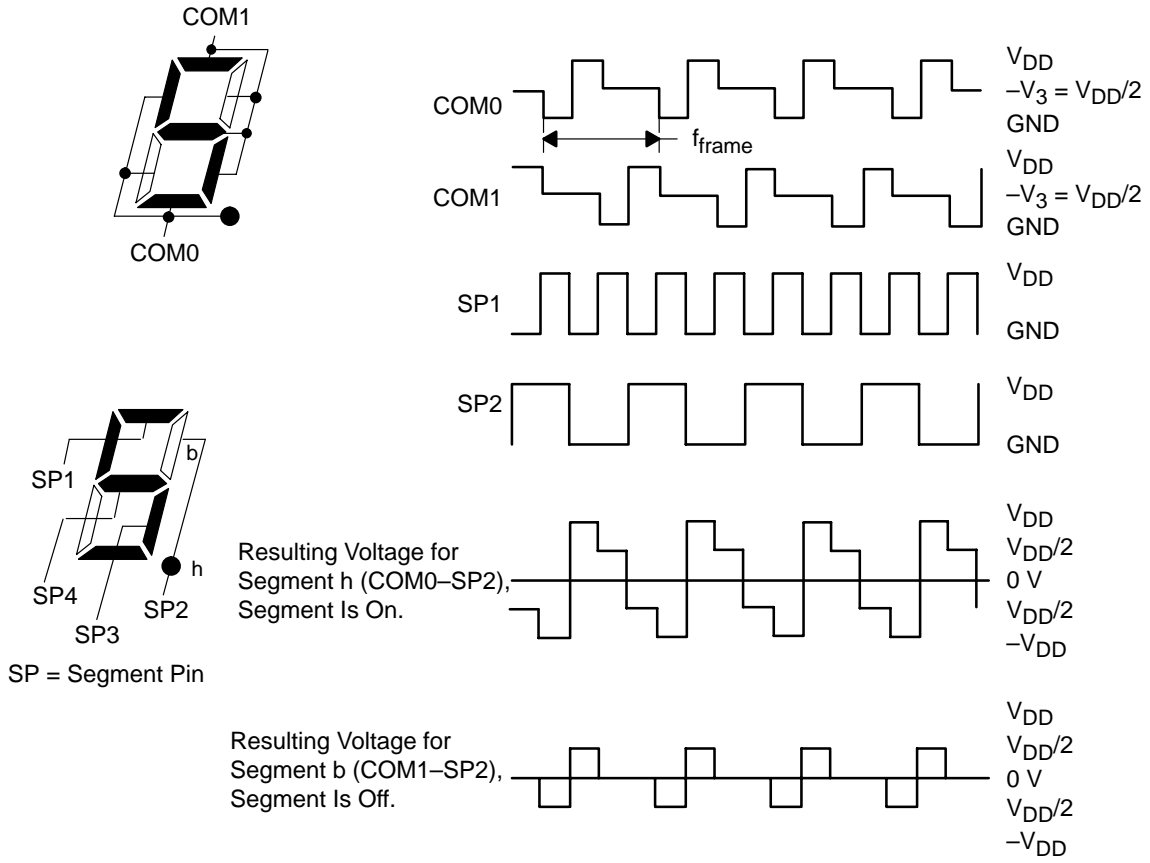 COM1
COM0
COM0
V_DD
–V_3 = V_DD/2
GND
f_frame
COM1
V_DD
–V_3 = V_DD/2
GND
SP1
V_DD
GND
SP2
V_DD
GND
b
SP1
h
SP4
SP2
SP3
SP = Segment Pin
Resulting Voltage for
Segment h (COM0–SP2),
Segment Is On.
V_DD
V_DD/2
0 V
V_DD/2
–V_DD
Resulting Voltage for
Segment b (COM1–SP2),
Segment Is Off.
V_DD
V_DD/2
0 V
V_DD/2
–V_DD